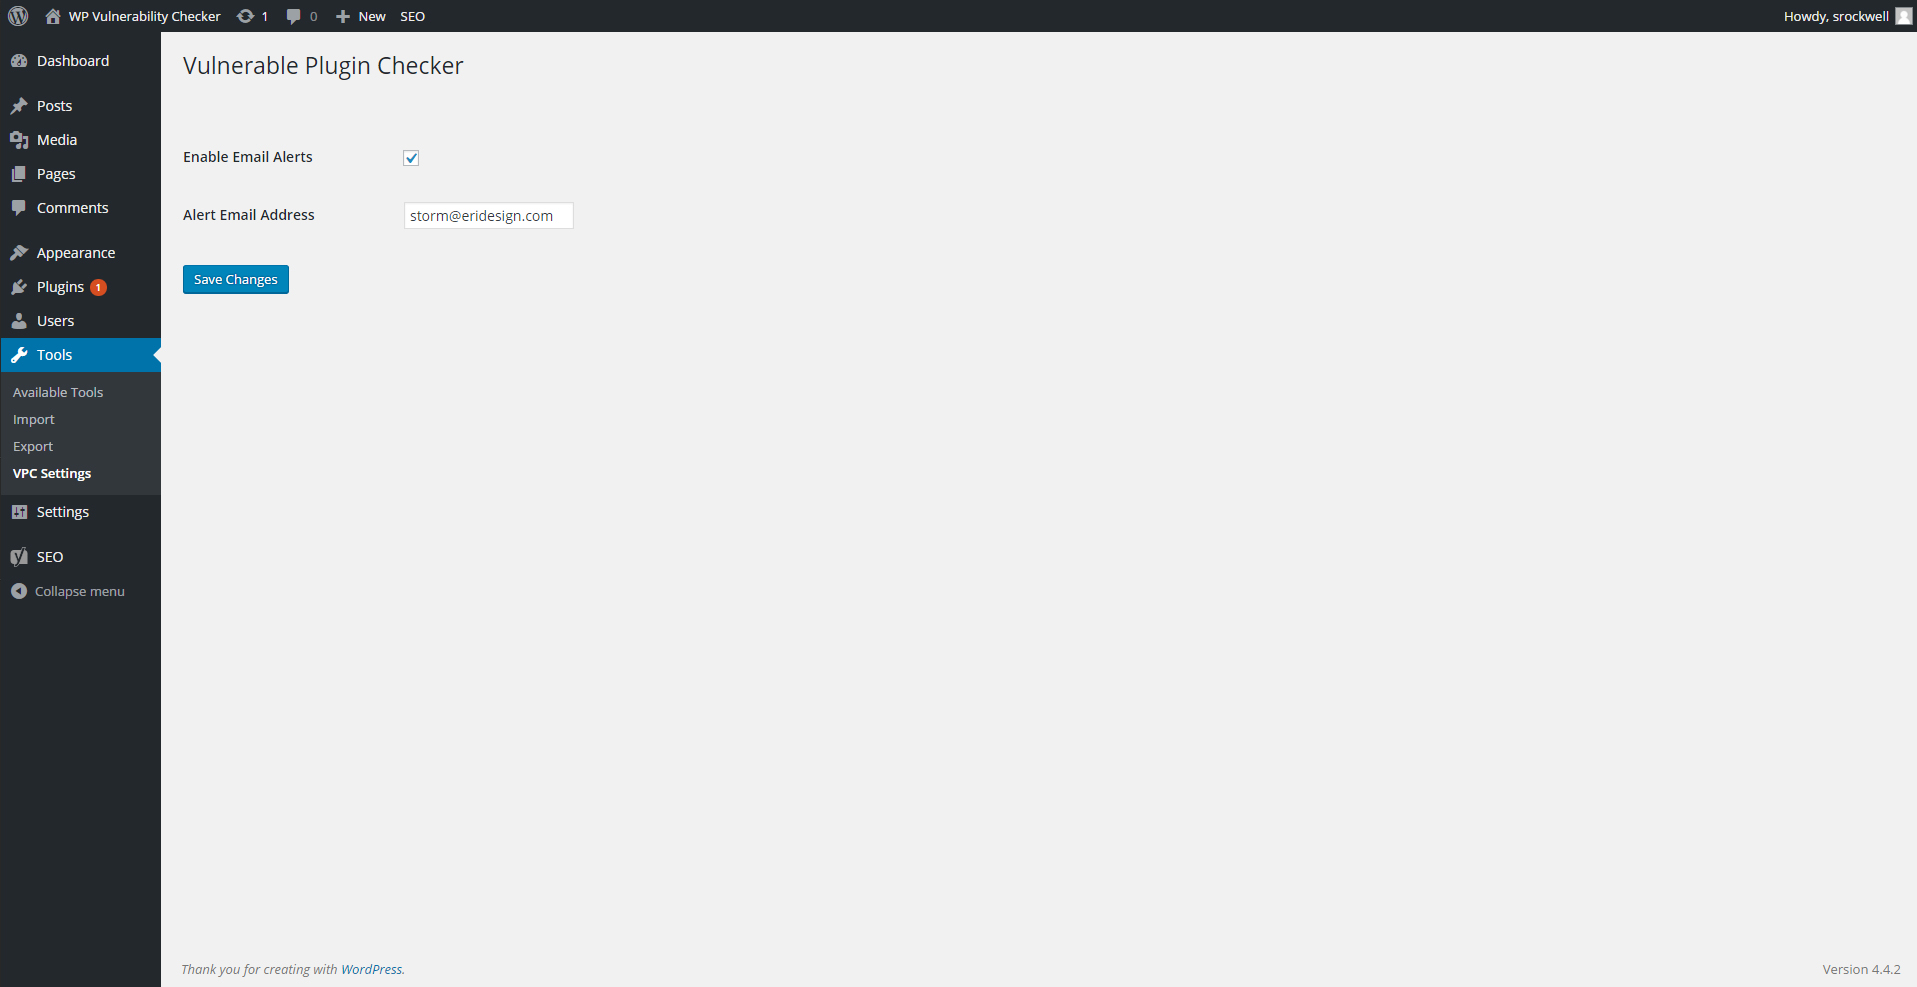 WP Vulnerability Checker 1 0 New SEO Howdy, srockwell
Dashboard
Posts
Media
Pages
Comments
Appearance
Plugins 1
Users
Tools
Available Tools
Import
Export
VPC Settings
Settings
SEO
Collapse menu
Vulnerable Plugin Checker
Enable Email Alerts
Alert Email Address storm@eridesign.com
Save Changes
Thank you for creating with WordPress. Version 4.4.2